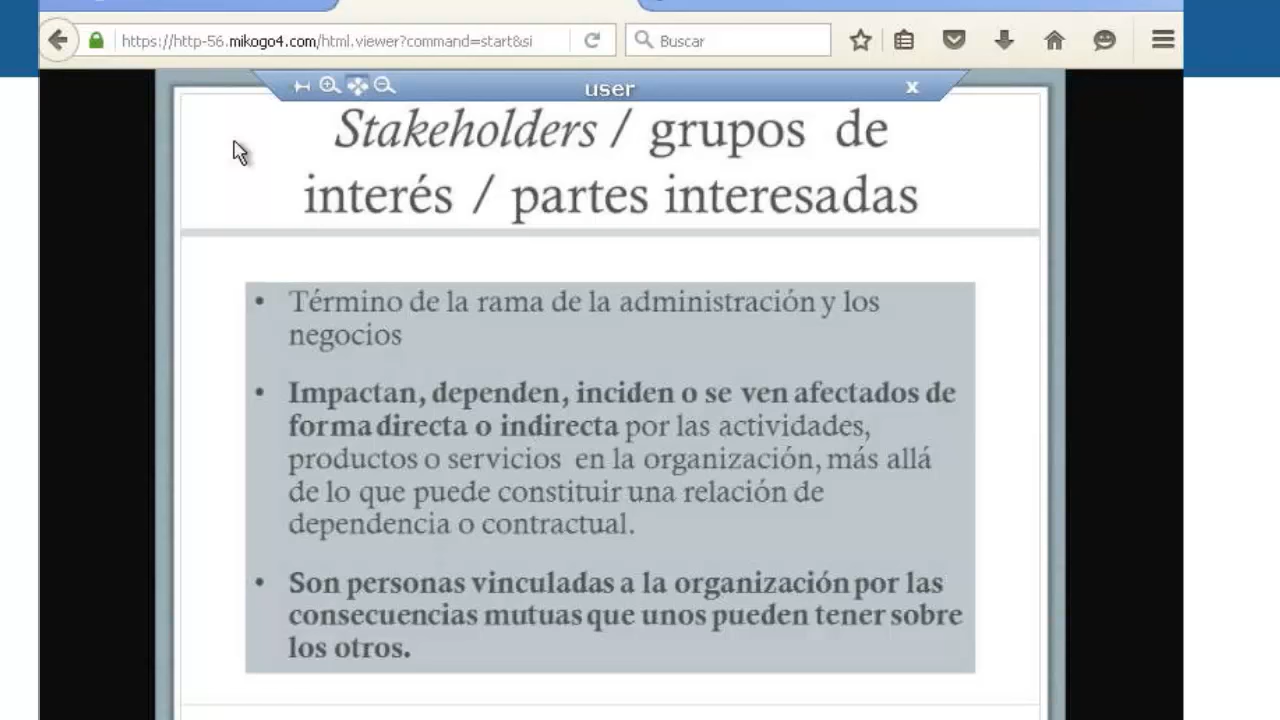 https://http-56.mikogo4.com/html.viewer?command=start&si
Buscar
user
x
Stakeholders / grupos de
interés / partes interesadas
• Término de la rama de la administración y los
negocios
• Impactan, dependen, inciden o se ven afectados de
forma directa o indirecta por las actividades,
productos o servicios en la organización, más allá
de lo que puede constituir una relación de
dependencia o contractual.
• Son personas vinculadas a la organización por las
consecuencias mutuas que unos pueden tener sobre
los otros.